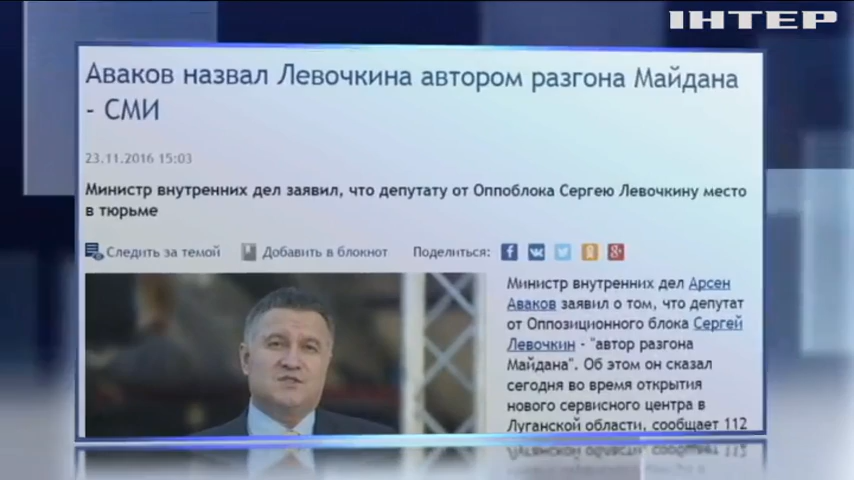 ІНТЕР
Аваков назвал Левочкина автором разгона Майдана
- СМИ
23.11.2016 15:03
Министр внутренних дел заявил, что депутату от Оппоблока Сергею Левочкину место
в тюрьме
Следить за темой Добавить в блокнот Поделиться:
Министр внутренних дел Арсен
Аваков заявил о том, что депутат
от Оппозиционного блока Сергей
Левочкин - "автор разгона
Майдана". Об этом он сказал
сегодня во время открытия
нового сервисного центра в
Луганской области, сообщает 112